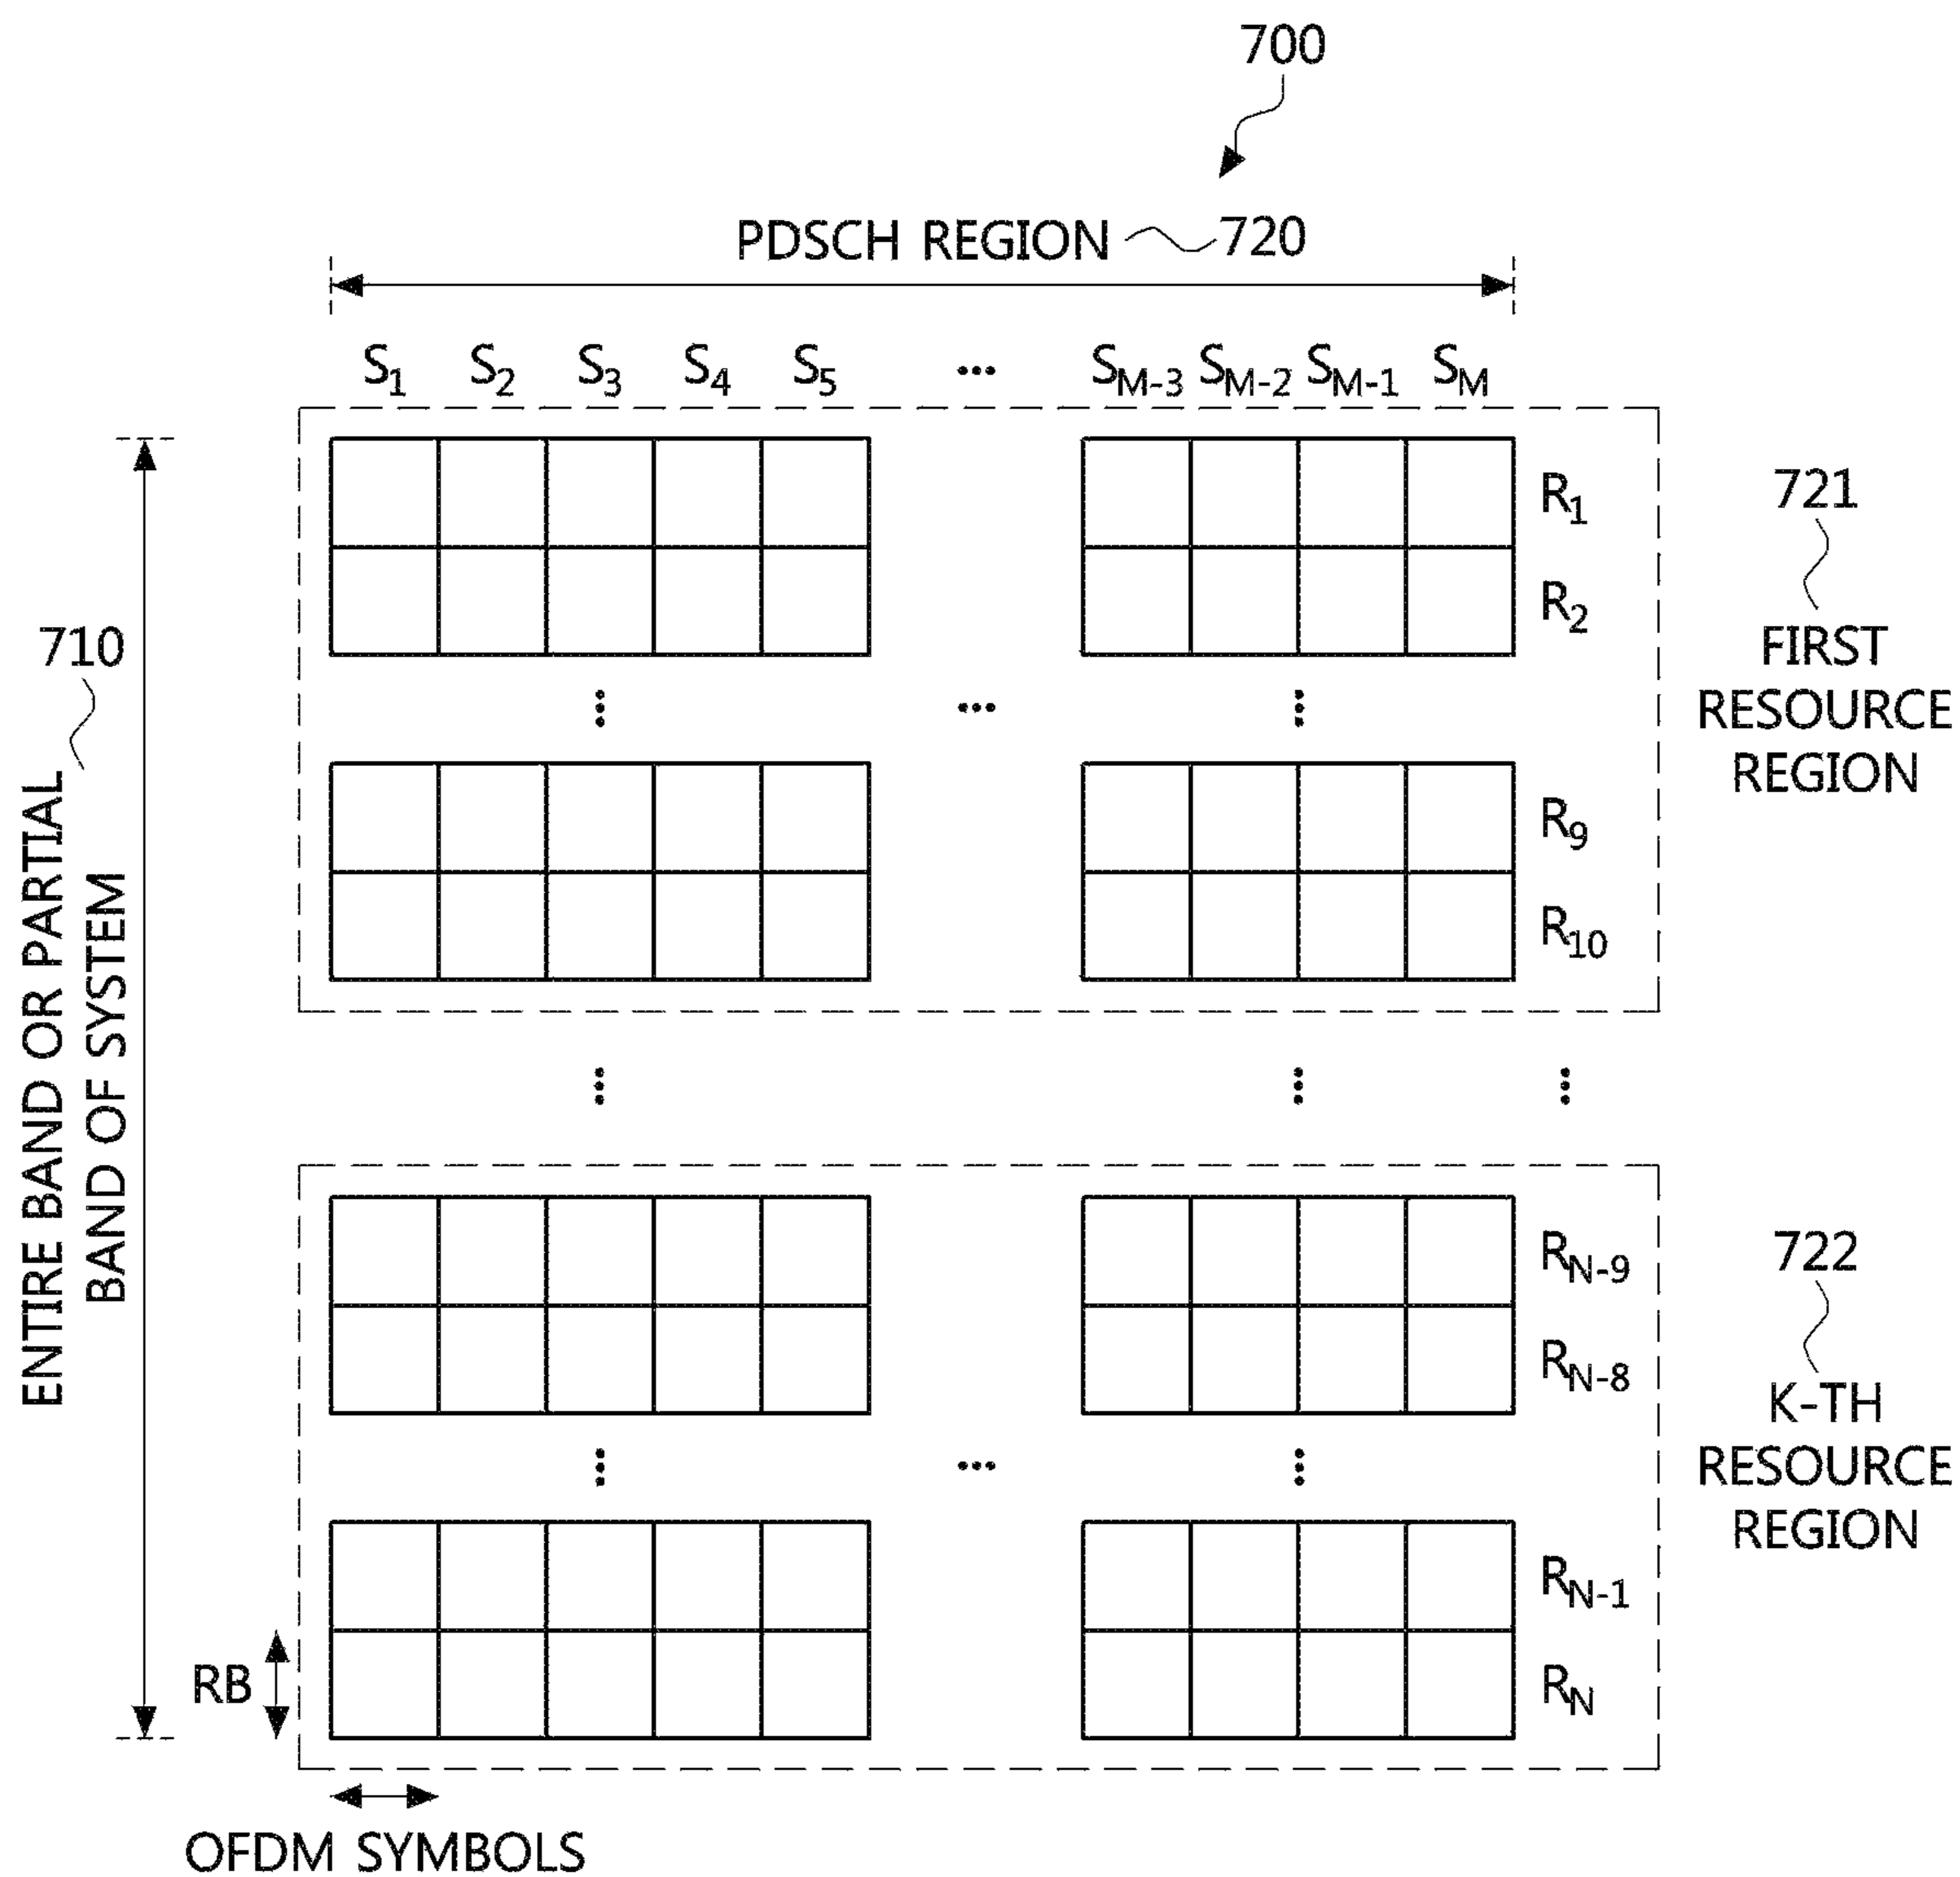 700
PDSCH REGION 720
S1 S2 S3 S4 S5 ... SM-3 SM-2 SM-1 SM
R1
R2
...
R9
R10
721
FIRST
RESOURCE
REGION
710
ENTIRE BAND OR PARTIAL
BAND OF SYSTEM
RN-9
RN-8
...
RN-1
RN
722
K-TH
RESOURCE
REGION
RB
OFDM SYMBOLS